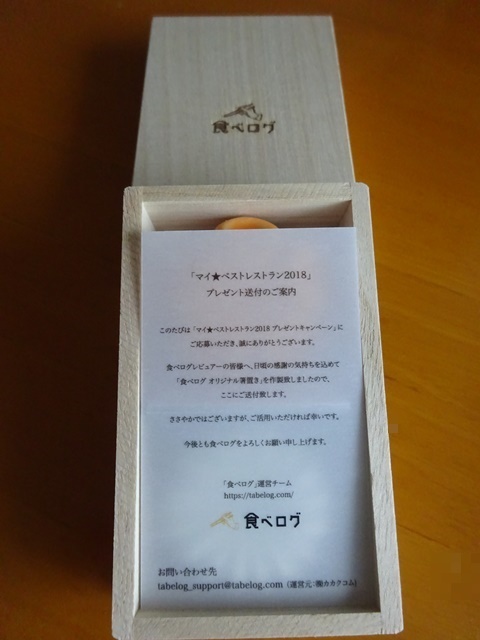 食べログ
「マイ★ベストレストラン2018」
プレゼント送付のご案内
このたびは「マイ★ベストレストラン2018 プレゼントキャンペーン」に
ご応募いただき、誠にありがとうございます。
食べログレビュアーの皆様へ、日頃の感謝の気持ちを込めて
「食べログ オリジナル箸置き」を作製致しましたので、
ここにご送付致します。
ささやかではございますが、ご活用いただければ幸いです。
今後とも食べログをよろしくお願い申し上げます。
「食べログ」運営チーム
https://tabelog.com/
食べログ
お問い合わせ先
tabelog_support@tabelog.com（運営元:㈱カカクコム）